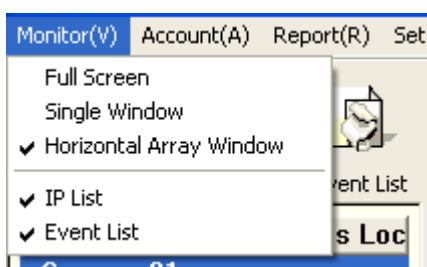 Monitor(V) Account(A) Report(R) Set
Full Screen
Single Window
Horizontal Array Window
IP List
Event List
vent List
s Loc